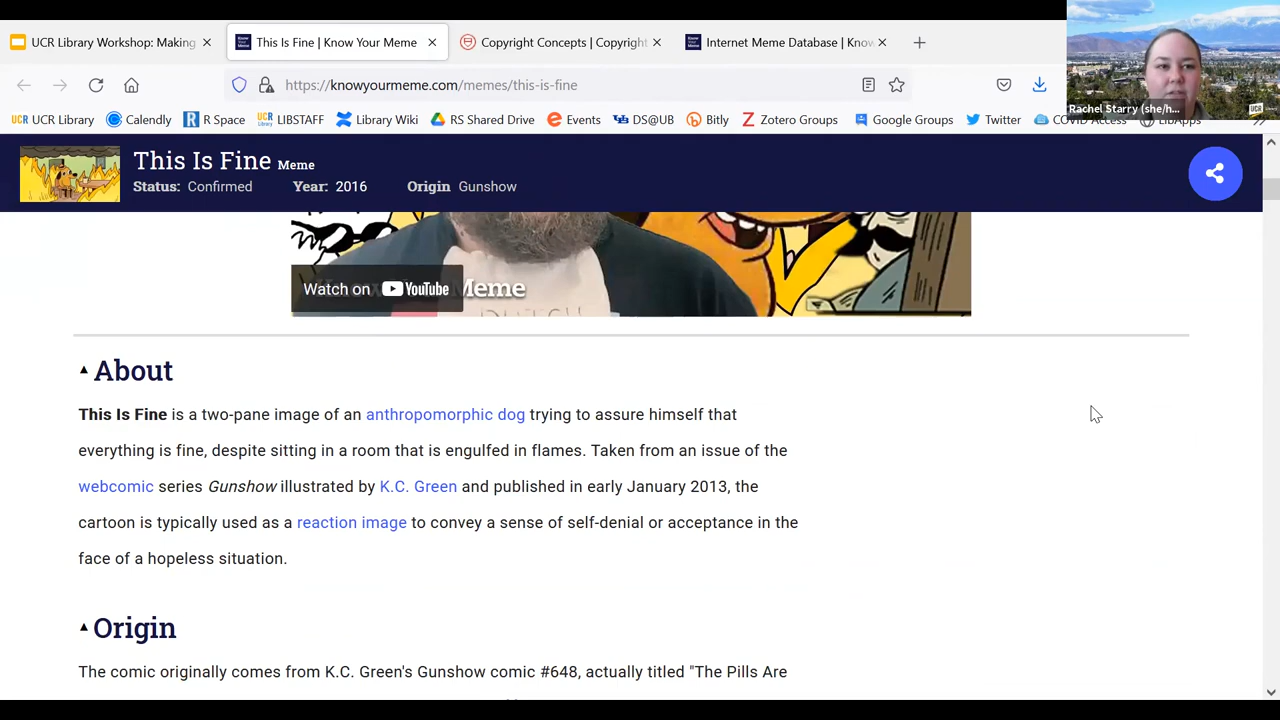 UCR Library Workshop: Making
This Is Fine | Know Your Meme
Copyright Concepts | Copyright
Internet Meme Database | Know
https://knowyourmeme.com/memes/this-is-fine
Rachel Starry (she/h...
UCR Library
Calendly
R Space
LIBSTAFF
Library Wiki
RS Shared Drive
Events
DS@UB
Bitly
Zotero Groups
Google Groups
Twitter
COVID Access
LibApps
This Is Fine Meme
Status: Confirmed Year: 2016 Origin Gunshow
Watch on YouTube
Meme
About
This Is Fine is a two-pane image of an anthropomorphic dog trying to assure himself that
everything is fine, despite sitting in a room that is engulfed in flames. Taken from an issue of the
webcomic series Gunshow illustrated by K.C. Green and published in early January 2013, the
cartoon is typically used as a reaction image to convey a sense of self-denial or acceptance in the
face of a hopeless situation.
Origin
The comic originally comes from K.C. Green's Gunshow comic #648, actually titled "The Pills Are